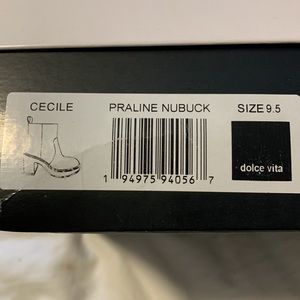 CECILE PRALINE NUBUCK SIZE 9.5
1 94975 94056 7
dolce vita